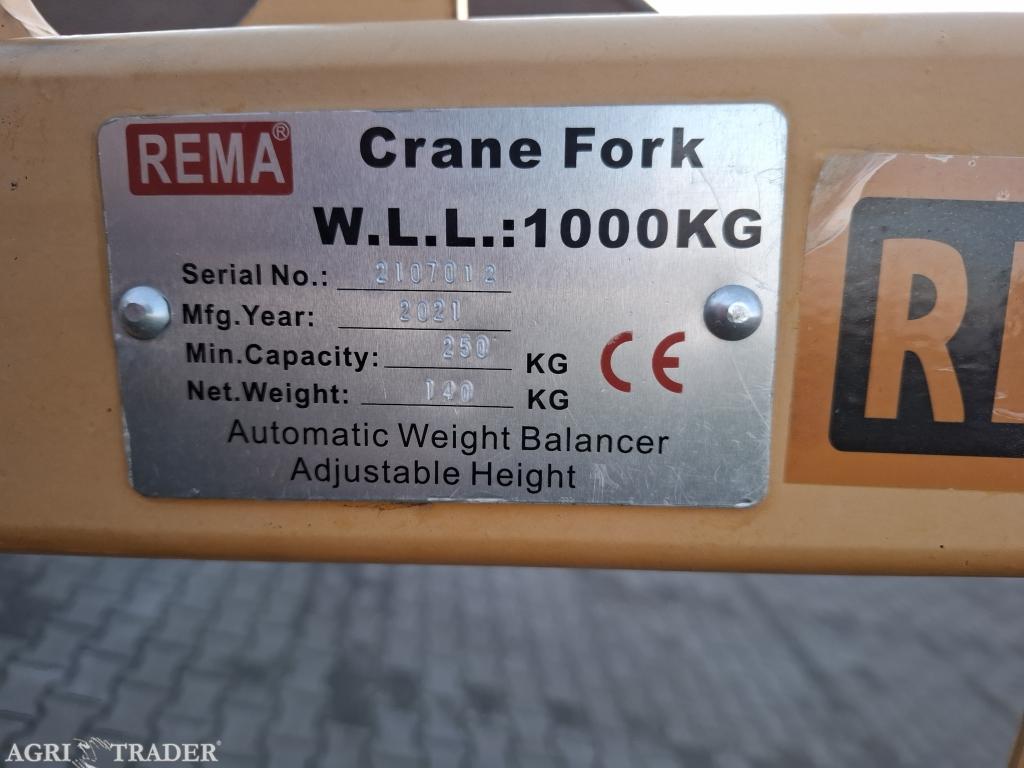 REMA® Crane Fork
W.L.L.:1000KG
Serial No.: 2107012
Mfg.Year: 2021
Min.Capacity: 250 KG
Net.Weight: 140 KG
CE
Automatic Weight Balancer
Adjustable Height
R
AGRI TRADER